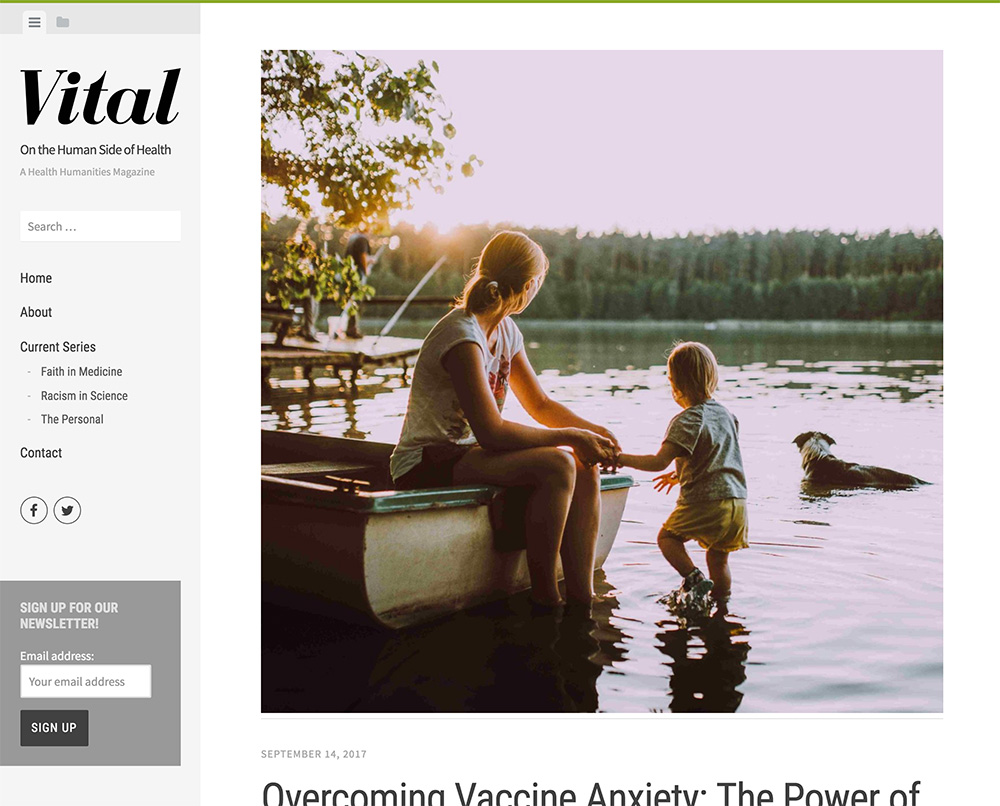 Vital
On the Human Side of Health
A Health Humanities Magazine
Search …
Home
About
Current Series
- Faith in Medicine
- Racism in Science
- The Personal
Contact
SIGN UP FOR OUR
NEWSLETTER!
Email address:
Your email address
SIGN UP
SEPTEMBER 14, 2017
Overcoming Vaccine Anxiety: The Power of